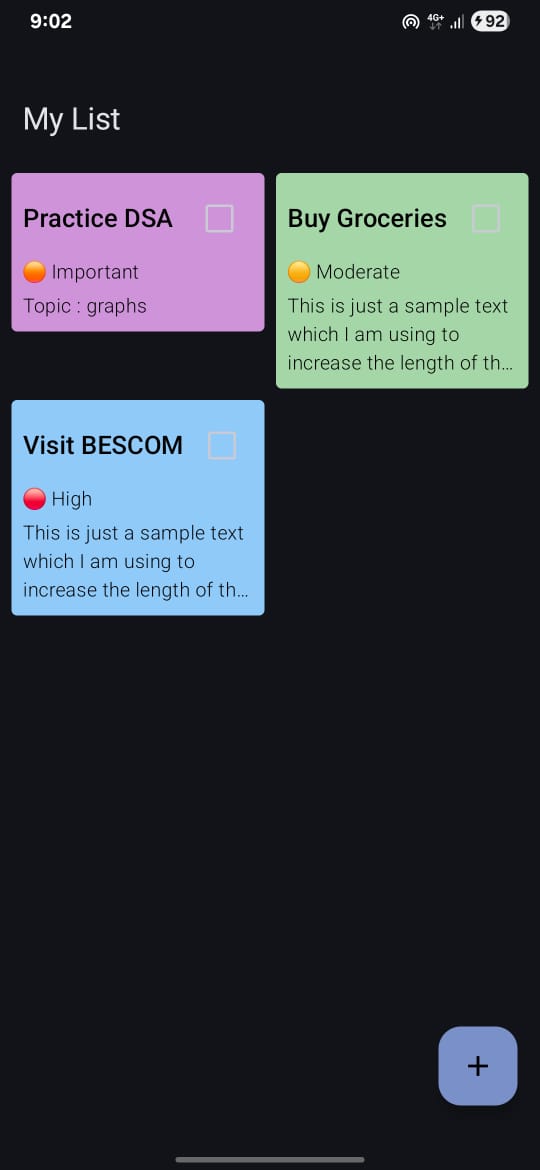 9:02
4G+
92
My List
Practice DSA
Important
Topic : graphs
Buy Groceries
Moderate
This is just a sample text
which I am using to
increase the length of th...
Visit BESCOM
High
This is just a sample text
which I am using to
increase the length of th...
+